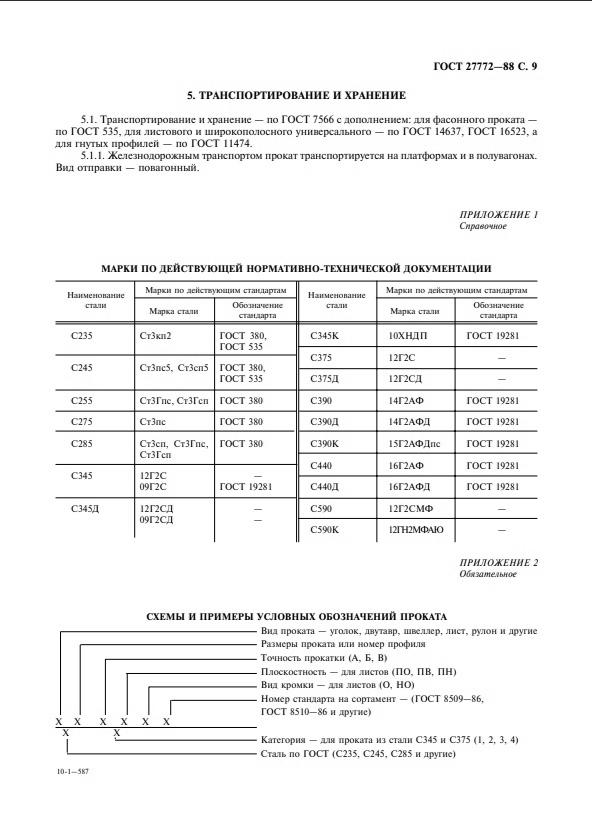 ГОСТ 27772—88 С. 9
5. ТРАНСПОРТИРОВАНИЕ И ХРАНЕНИЕ
5.1. Транспортирование и хранение — по ГОСТ 7566 с дополнением: для фасонного проката —
по ГОСТ 535, для листового и широкополосного универсального — по ГОСТ 14637, ГОСТ 16523, а
для гнутых профилей — по ГОСТ 11474.
5.1.1. Железнодорожным транспортом прокат транспортируется на платформах и в полувагонах.
Вид отправки — повагонный.
ПРИЛОЖЕНИЕ 1
Справочное
МАРКИ ПО ДЕЙСТВУЮЩЕЙ НОРМАТИВНО-ТЕХНИЧЕСКОЙ ДОКУМЕНТАЦИИ
Наименование
стали
Марки по действующим стандартам
Марка стали
Обозначение
стандарта
С235 Ст3кп2 ГОСТ 380,
ГОСТ 535
С245 Ст3пс5, Ст3сп5 ГОСТ 380,
ГОСТ 535
С255 Ст3Гпс, Ст3Гсп ГОСТ 380
С275 Ст3пс ГОСТ 380
С285 Ст3сп, Ст3Гпс, ГОСТ 380
Ст3Гсп
С345 12Г2С —
09Г2С ГОСТ 19281
С345Д 12Г2СД —
09Г2СД —
Наименование
стали
Марки по действующим стандартам
Марка стали
Обозначение
стандарта
С345К 10ХНДП ГОСТ 19281
С375 12Г2С —
С375Д 12Г2СД —
С390 14Г2АФ ГОСТ 19281
С390Д 14Г2АФД ГОСТ 19281
С390К 15Г2АФДпс ГОСТ 19281
С440 16Г2АФ ГОСТ 19281
С440Д 16Г2АФД ГОСТ 19281
С590 12Г2СМФ —
С590К 12ГН2МФАЮ —
ПРИЛОЖЕНИЕ 2
Обязательное
СХЕМЫ И ПРИМЕРЫ УСЛОВНЫХ ОБОЗНАЧЕНИЙ ПРОКАТА
Вид проката — уголок, двутавр, швеллер, лист, рулон и другие
Размеры проката или номер профиля
Точность прокатки (А, Б, В)
Плоскостность — для листов (ПО, ПВ, ПН)
Вид кромки — для листов (О, НО)
Номер стандарта на сортамент — (ГОСТ 8509—86,
ГОСТ 8510—86 и другие)
Х Х Х Х Х Х
Х Х
Категория — для проката из стали С345 и С375 (1, 2, 3, 4)
Сталь по ГОСТ (С235, С245, С285 и другие)
10-1—587